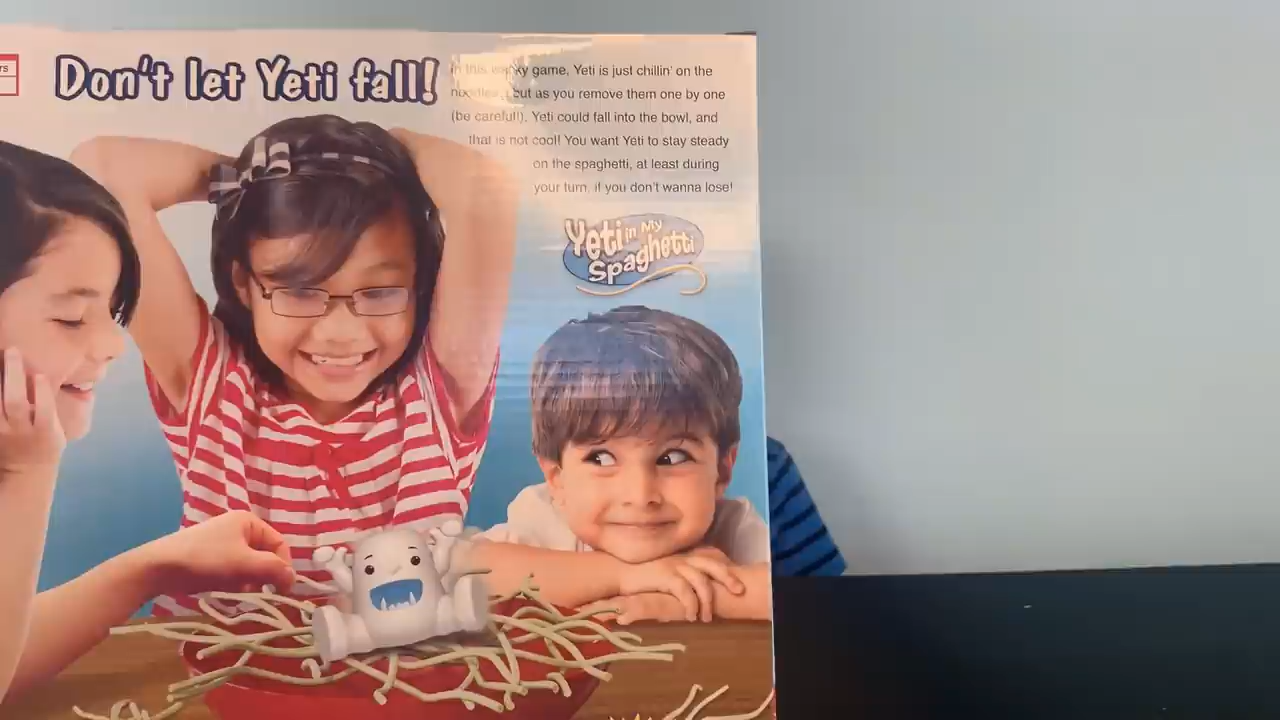 Don't let Yeti fall!
In this wacky game, Yeti is just chillin' on the
noodles, but as you remove them one by one
(be careful!), Yeti could fall into the bowl, and
that is not cool! You want Yeti to stay steady
on the spaghetti, at least during
your turn, if you don't wanna lose!
Yeti in My
Spaghetti